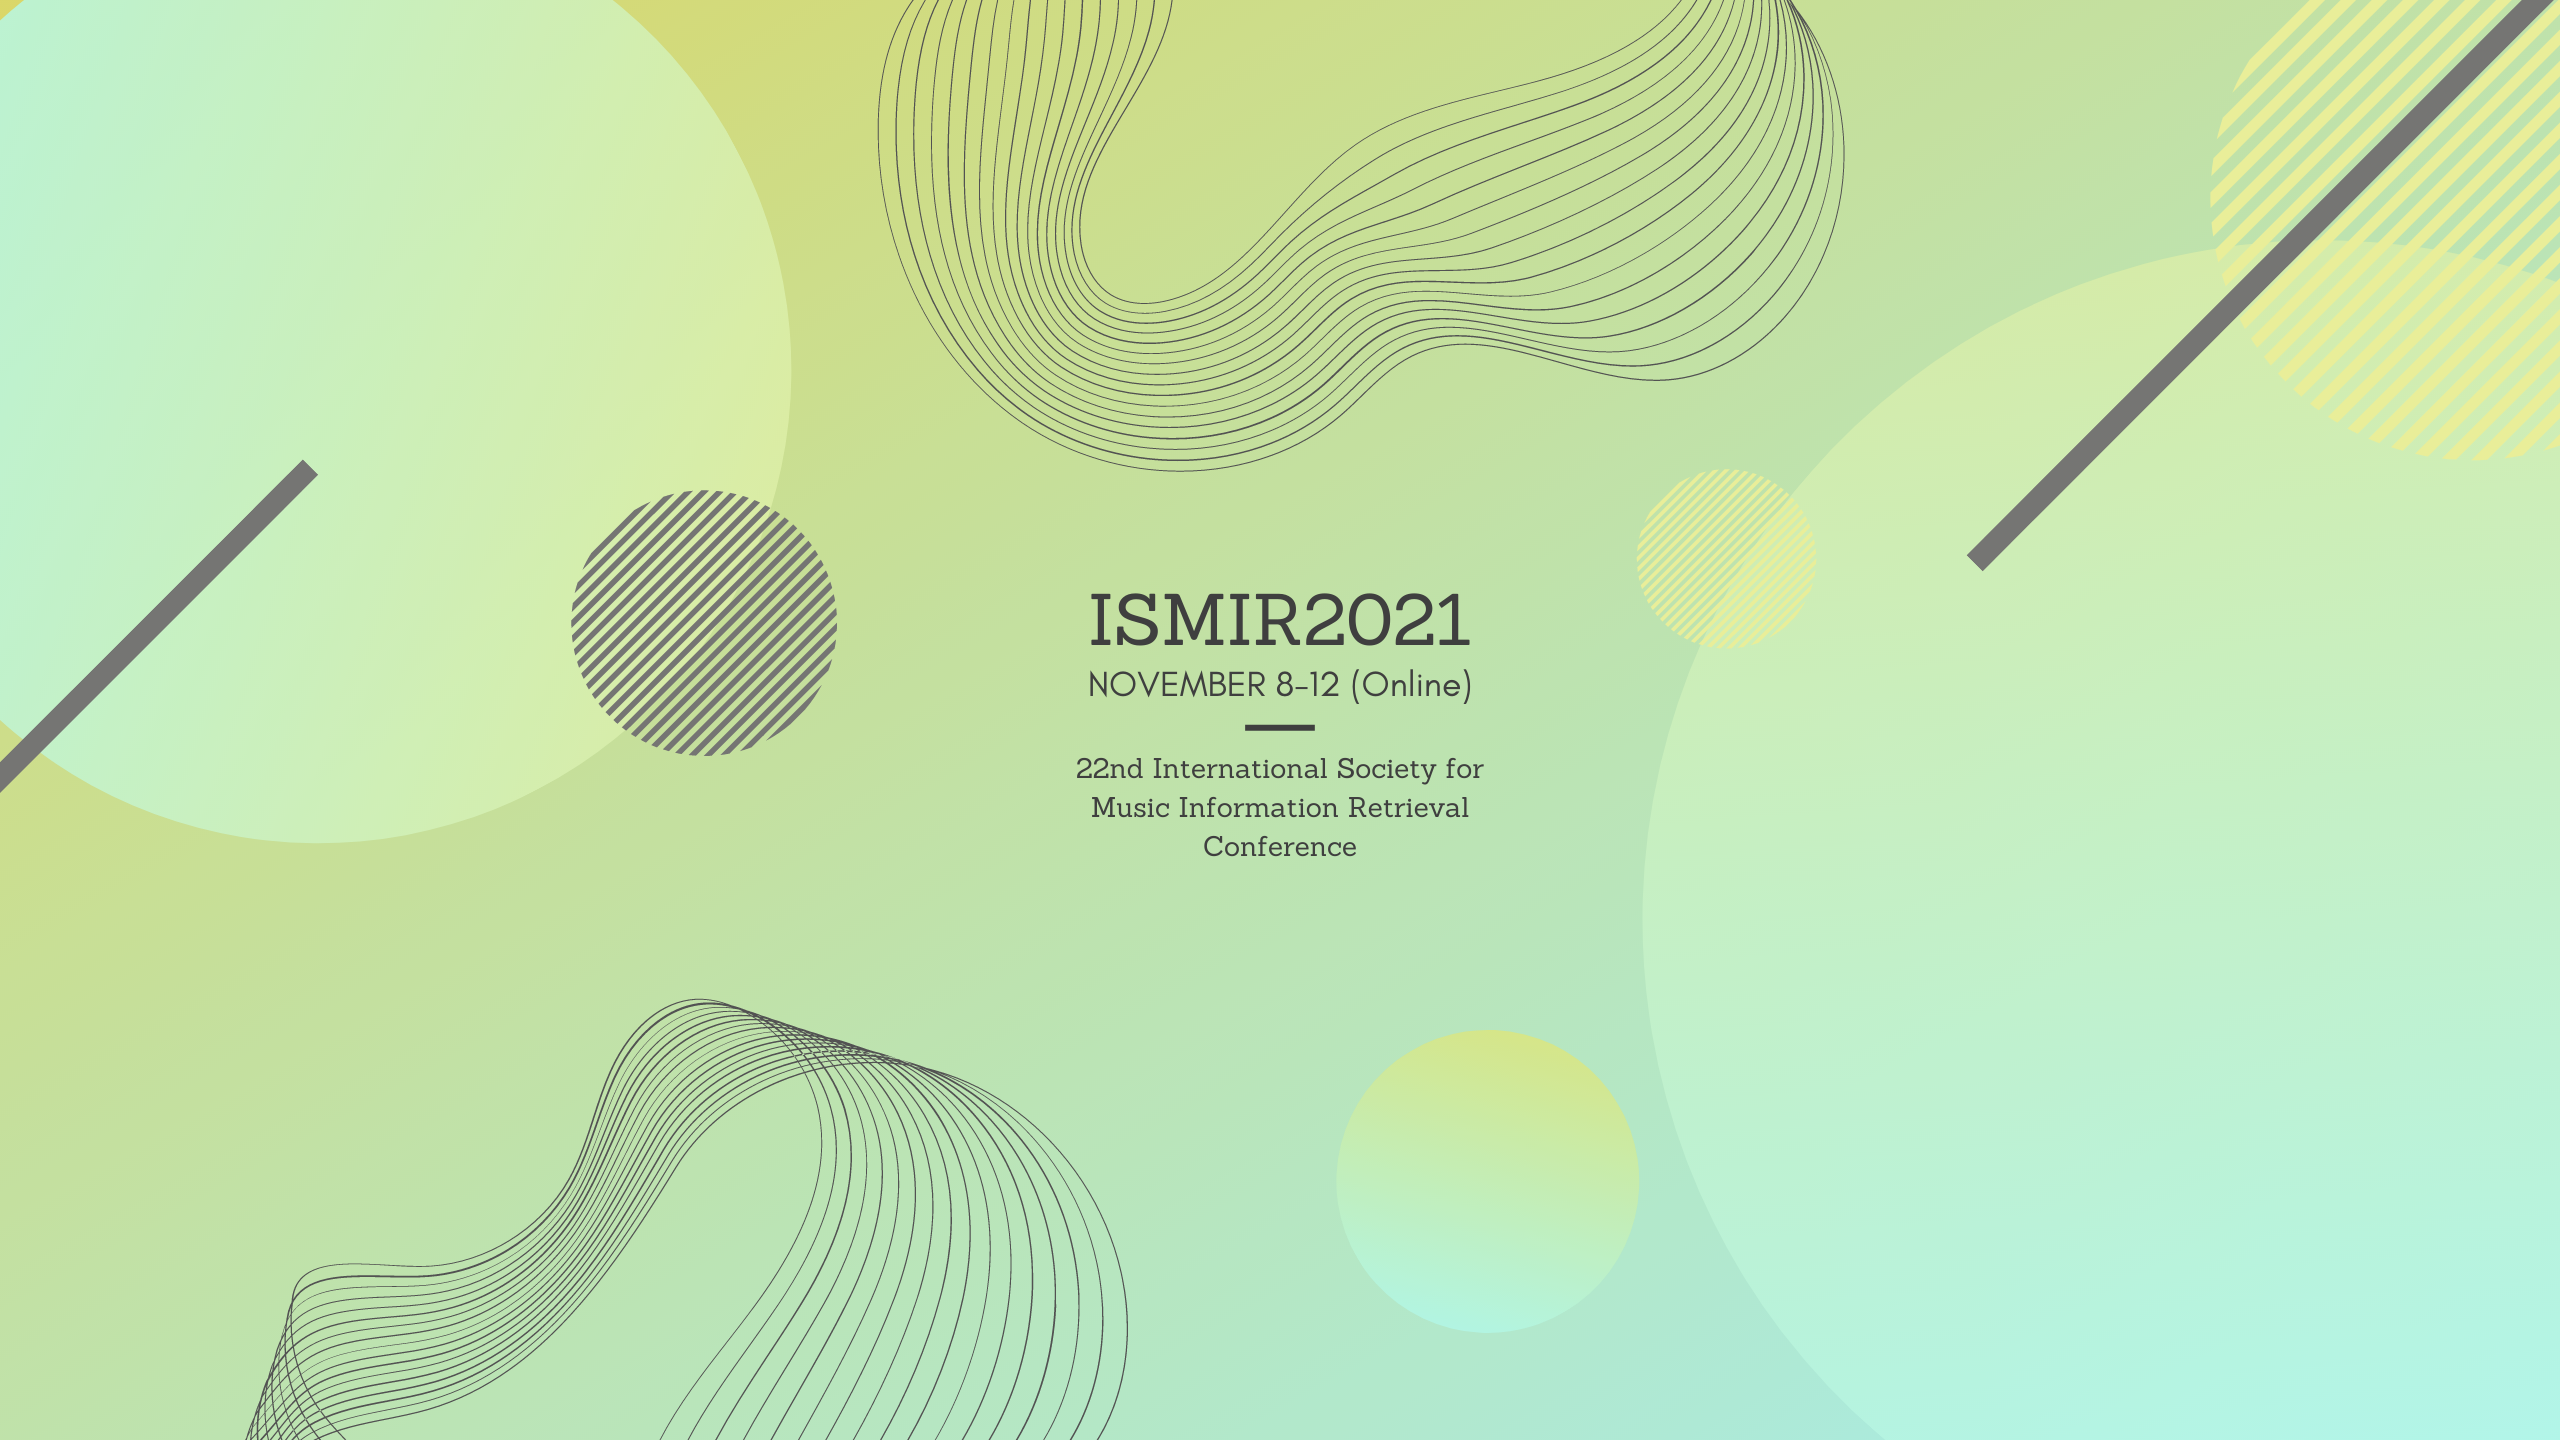 ISMIR2021
NOVEMBER 8-12 (Online)
22nd International Society for
Music Information Retrieval
Conference